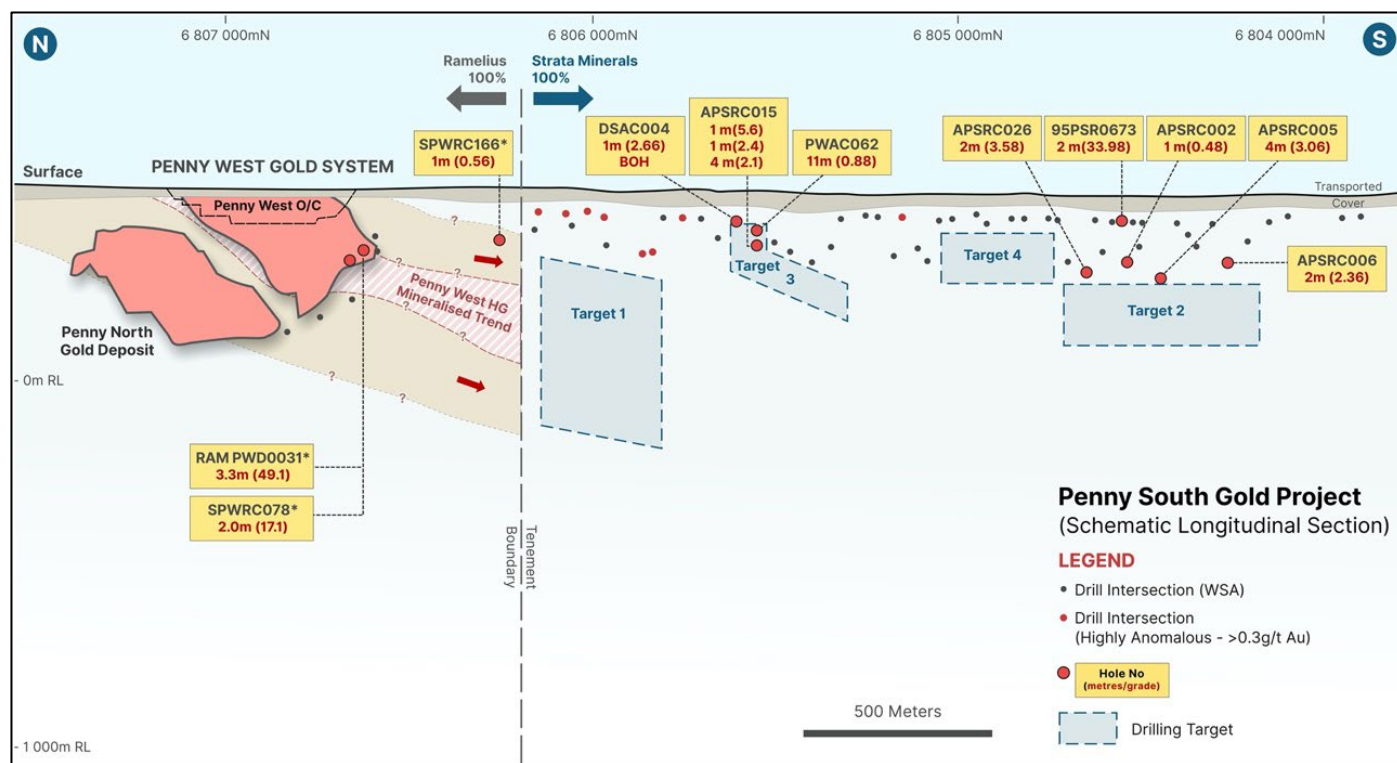 N
6 807 000mN
6 806 000mN
6 805 000mN
6 804 000mN
S
Ramelius
100%
Strata Minerals
100%
SPWRC166*
1m (0.56)
DSAC004
1m (2.66)
BOH
APSRC015
1 m(5.6)
1 m(2.4)
4 m(2.1)
PWAC062
11m (0.88)
APSRC026
2m (3.58)
95PSR0673
2 m(33.98)
APSRC002
1 m(0.48)
APSRC005
4m (3.06)
Surface
PENNY WEST GOLD SYSTEM
Transported
Cover
Penny West O/C
?
?
?
?
?
?
?
Target
3
Target 4
APSRC006
2m (2.36)
Penny West HG
Mineralised Trend
Target 1
Target 2
Penny North
Gold Deposit
- 0m RL
RAM PWD0031*
3.3m (49.1)
SPWRC078*
2.0m (17.1)
Tenement
Boundary
Penny South Gold Project
(Schematic Longitudinal Section)
LEGEND
Drill Intersection (WSA)
Drill Intersection
(Highly Anomalous - >0.3g/t Au)
Hole No
(metres/grade)
Drilling Target
500 Meters
- 1 000m RL